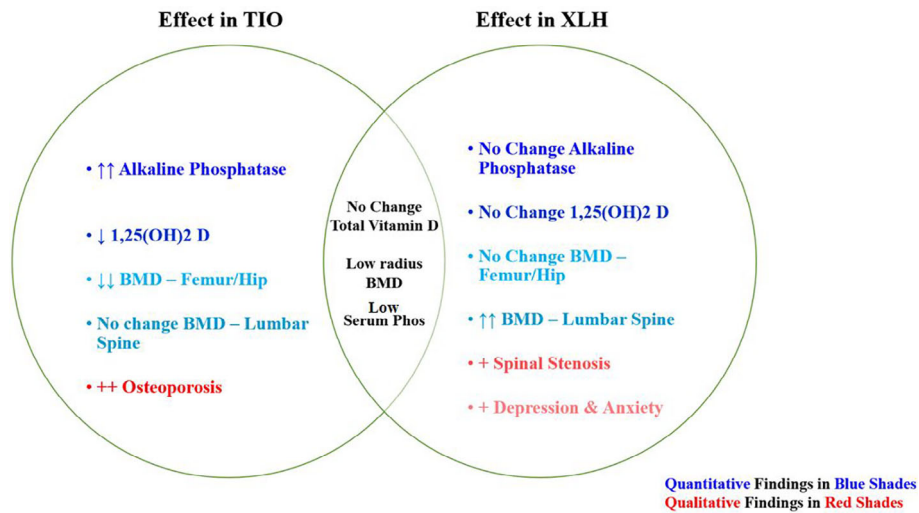 Effect in TIO
Effect in XLH
• ↑↑ Alkaline Phosphatase
• ↓ 1,25(OH)2 D
• ↓↓ BMD – Femur/Hip
• No change BMD – Lumbar
Spine
• ++ Osteoporosis
No Change
Total Vitamin D
Low radius
BMD
Low
Serum Phos
• No Change Alkaline
Phosphatase
• No Change 1,25(OH)2 D
• No Change BMD –
Femur/Hip
• ↑↑ BMD – Lumbar Spine
• + Spinal Stenosis
• + Depression & Anxiety
Quantitative Findings in Blue Shades
Qualitative Findings in Red Shades